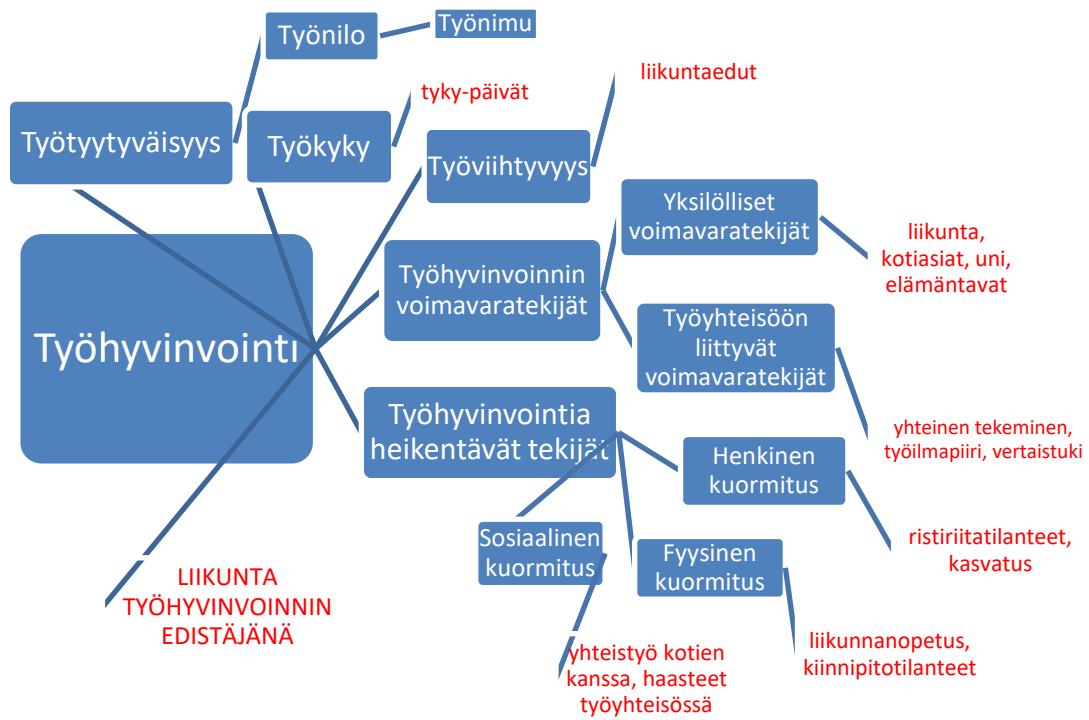 Työnilo
Työnimu
tyky-päivät
liikuntaedut
Työtyytyväisyys
Työkyky
Työviihtyvyys
Yksilölliset
voimavaratekijät
liikunta,
kotiasiat, uni,
elämäntavat
Työhyvinvointi
Työhyvinvoinnin
voimavaratekijät
Työyhteisöön
liittyvät
voimavaratekijät
yhteinen tekeminen,
työilmapiiri, vertaistuki
Työhyvinvointia
heikentävät tekijät
Henkinen
kuormitus
ristiriitatilanteet,
kasvatus
Sosiaalinen
kuormitus
Fyysinen
kuormitus
LIIKUNTA
TYÖHYVINVOINNIN
EDISTÄJÄNÄ
yhteistyö kotien
kanssa, haasteet
työyhteisössä
liikunnanopetus,
kiinnipitotilanteet